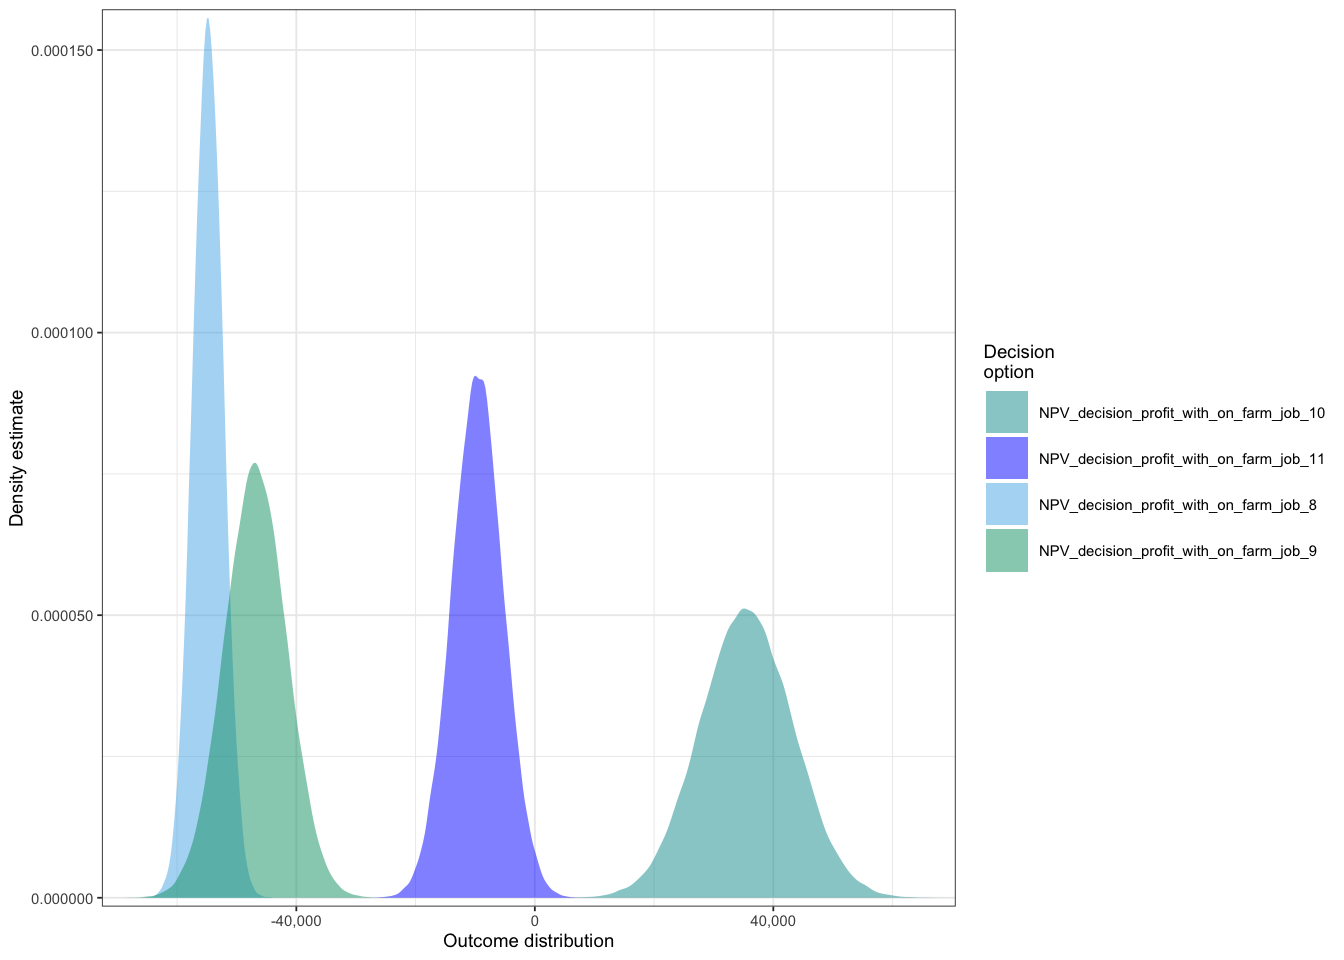 0.000150
0.000100
0.000050
0.000000
Density estimate
-40,000
0
40,000
Outcome distribution
Decision
option
NPV_decision_profit_with_on_farm_job_10
NPV_decision_profit_with_on_farm_job_11
NPV_decision_profit_with_on_farm_job_8
NPV_decision_profit_with_on_farm_job_9